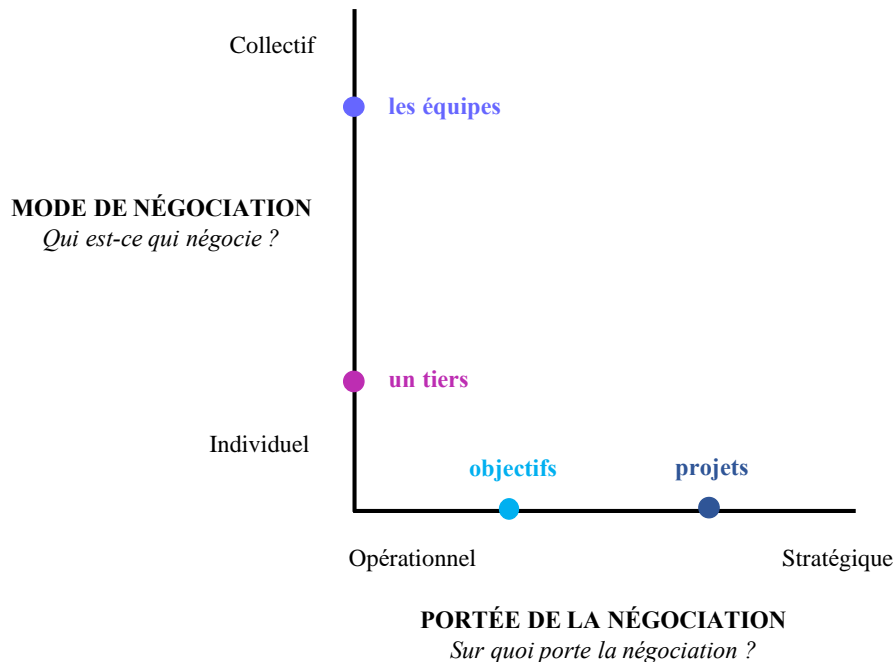 Collectif
les équipes
MODE DE NÉGOCIATION
Qui est-ce qui négocie ?
un tiers
Individuel
objectifs
projets
Opérationnel
Stratégique
PORTÉE DE LA NÉGOCIATION
Sur quoi porte la négociation ?